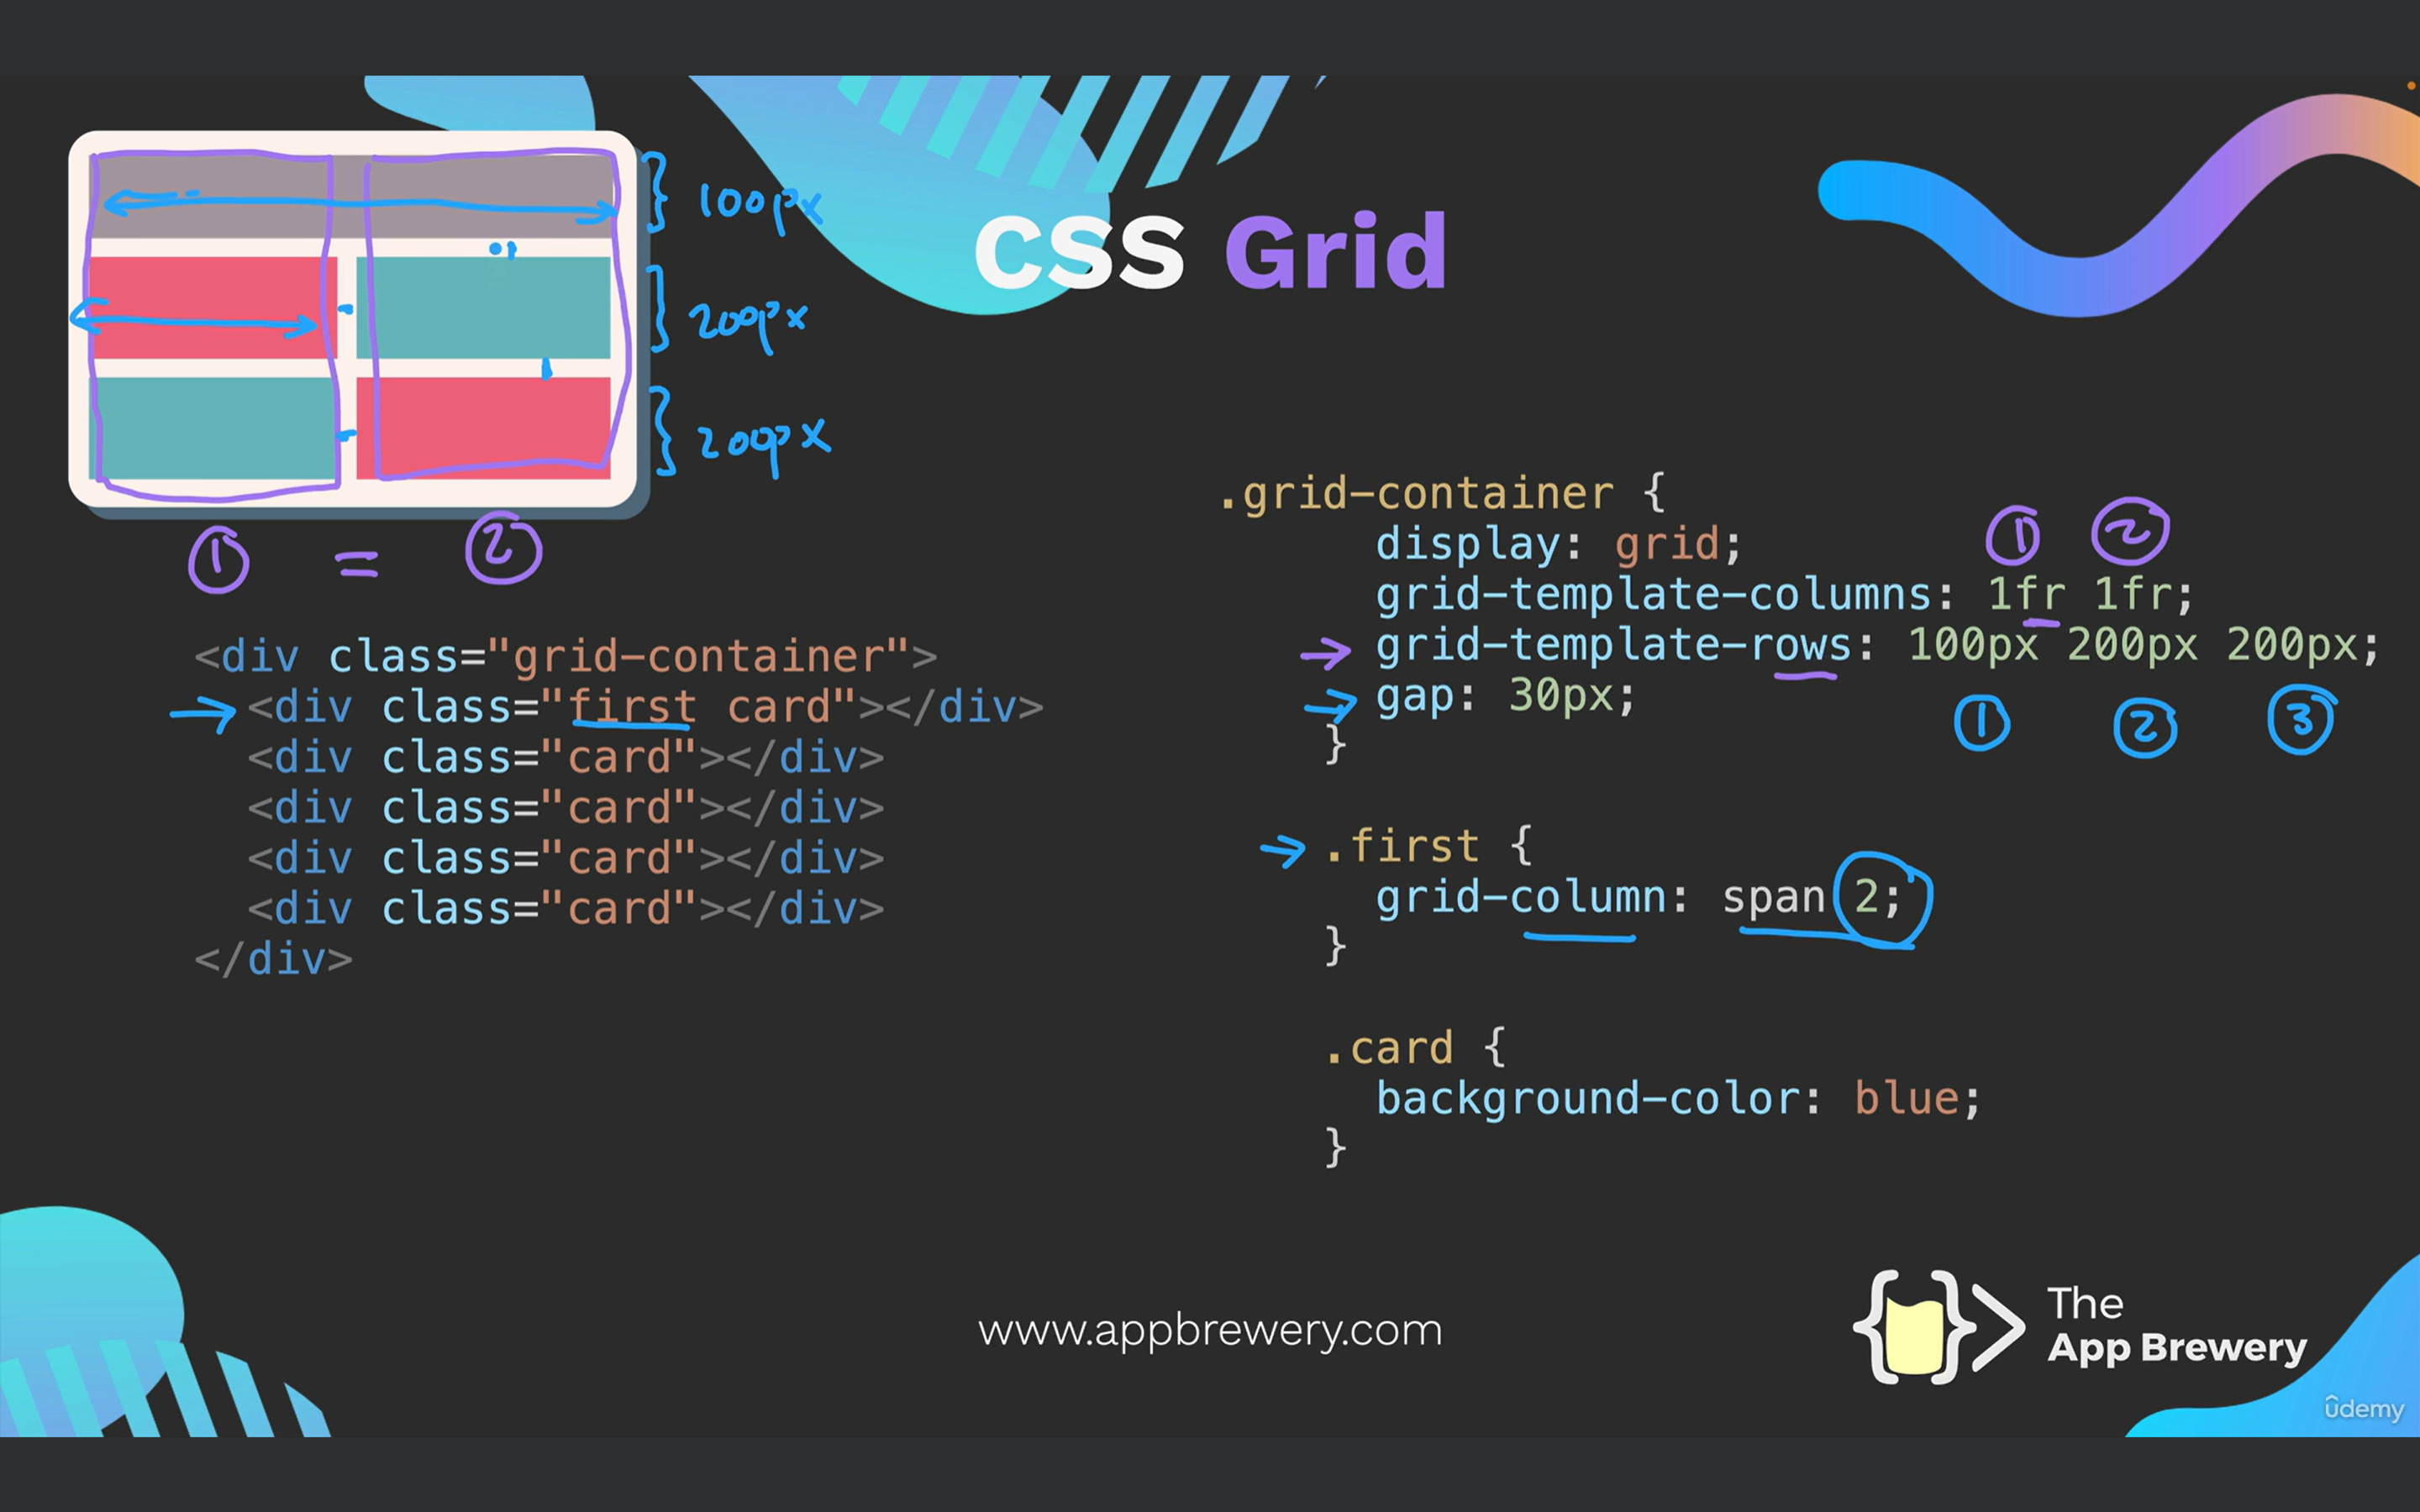 100px
CSS Grid
200px
200px
① = ②
<div class="grid-container">
  <div class="first card"></div>
  <div class="card"></div>
  <div class="card"></div>
  <div class="card"></div>
  <div class="card"></div>
</div>
.grid-container {
display: grid;
① ②
grid-template-columns: 1fr 1fr;
grid-template-rows: 100px 200px 200px;
gap: 30px;
① ② ③
}
.first {
grid-column: span 2;
}
.card {
background-color: blue;
}
www.appbrewery.com
The
App Brewery
udemy